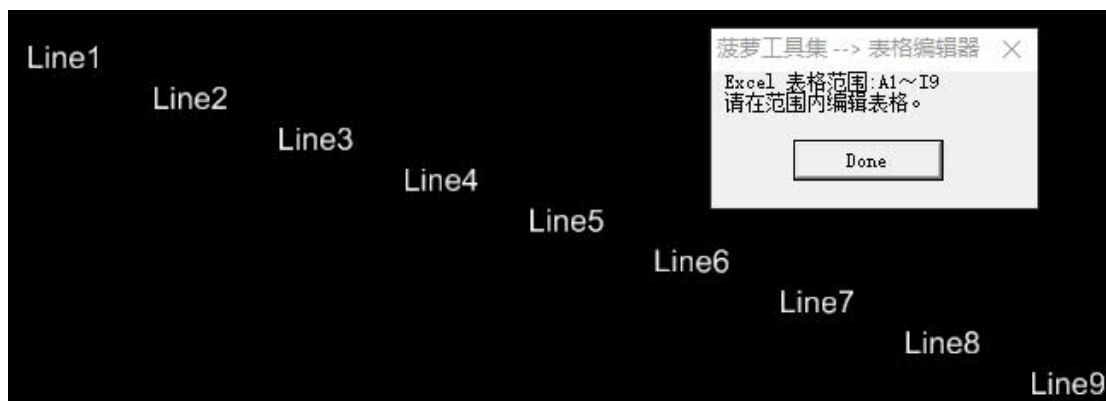 Line1
Line2
Line3
Line4
Line5
Line6
Line7
Line8
Line9
菠萝工具集 --> 表格编辑器
Excel 表格范围:A1～I9
请在范围内编辑表格。
Done